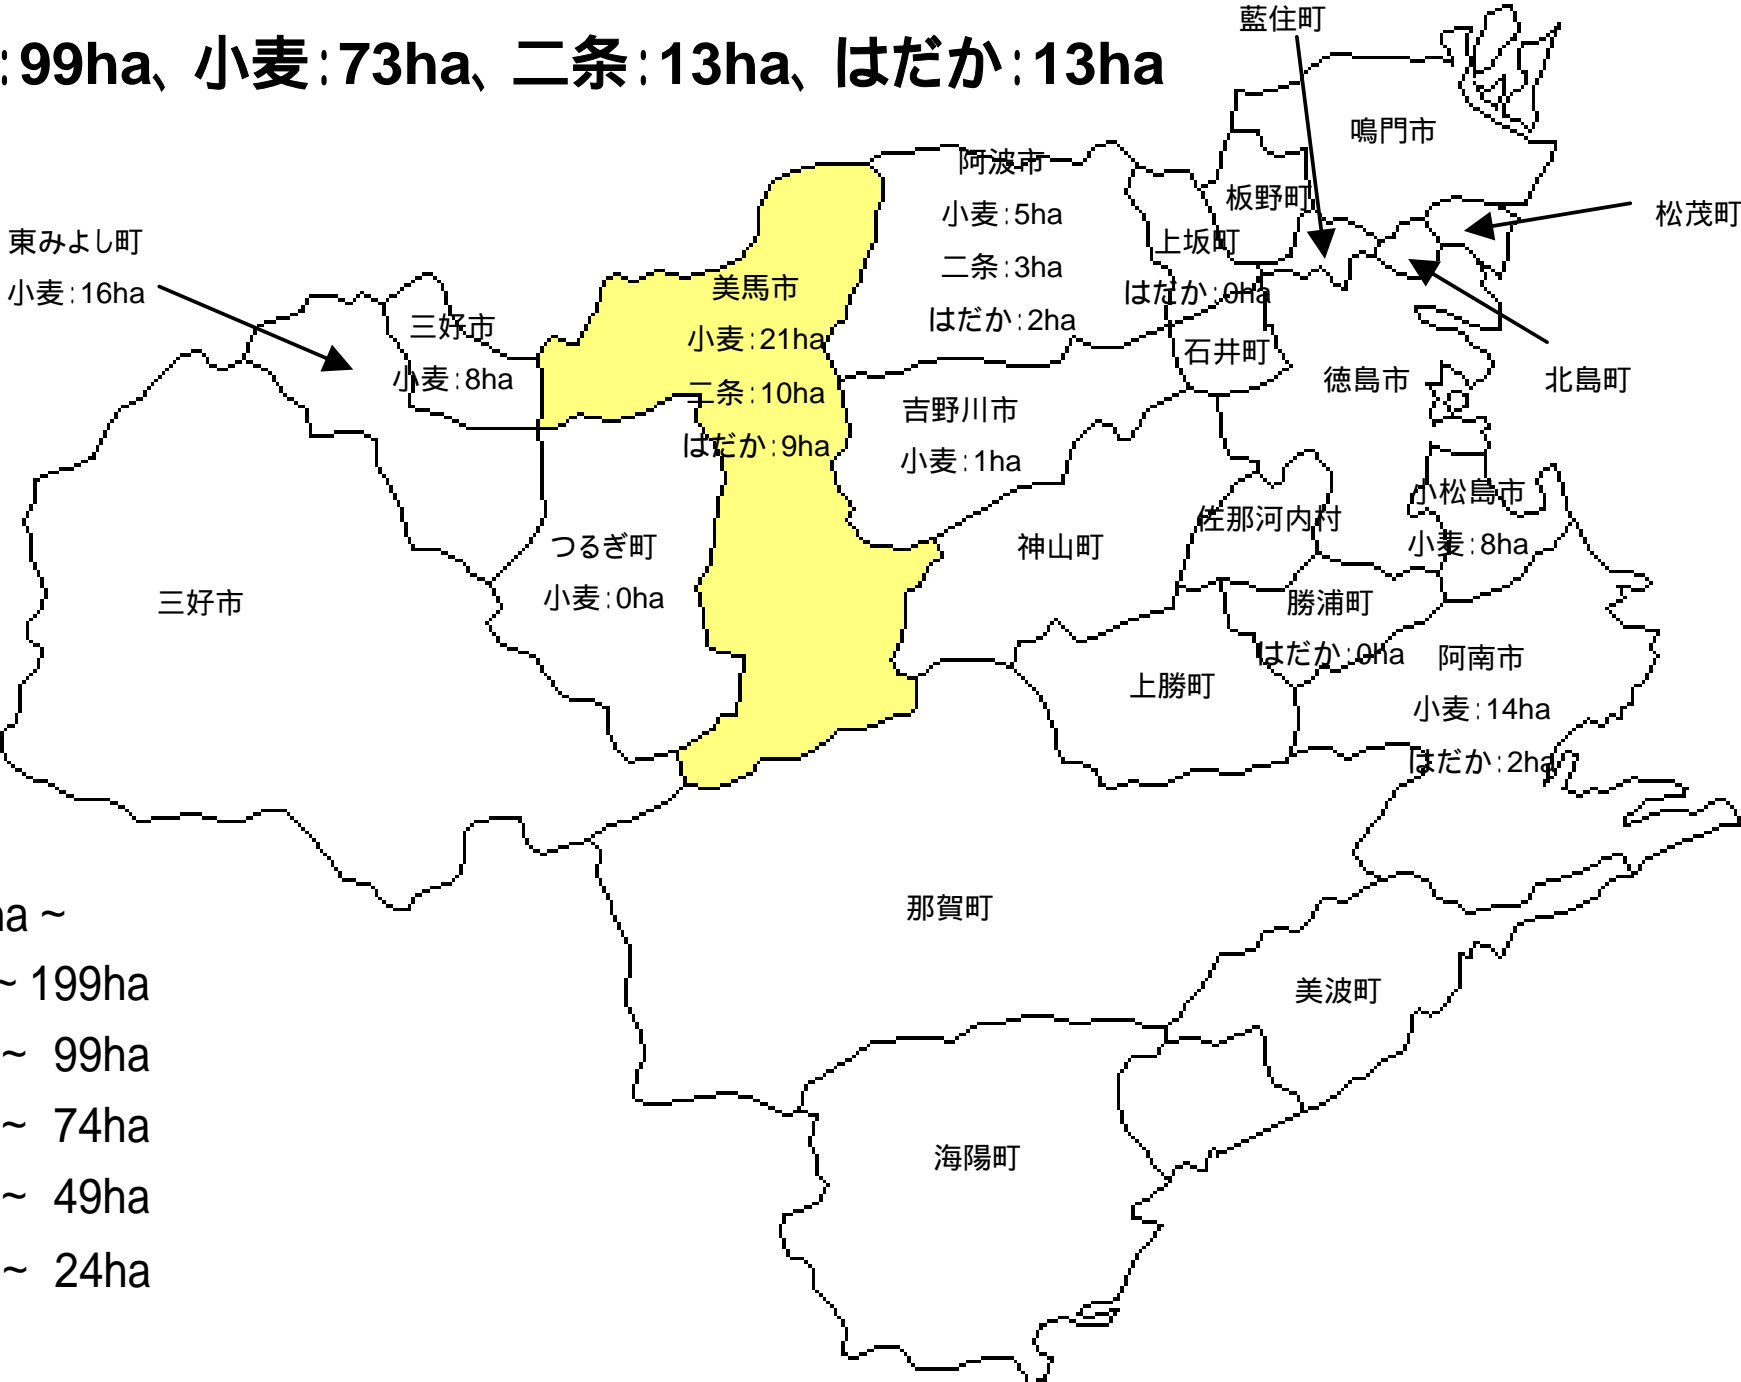 :99ha、小麦:73ha、二条:13ha、はだか:13ha
藍住町
鳴門市
阿波市
小麦:5ha
二条:3ha
はだか:2ha
板野町
松茂町
上坂町
はだか:0ha
東みよし町
小麦:16ha
三好市
小麦:8ha
美馬市
小麦:21ha
二条:10ha
はだか:9ha
石井町
徳島市
北島町
吉野川市
小麦:1ha
小松島市
小麦:8ha
佐那河内村
神山町
つるぎ町
小麦:0ha
三好市
勝浦町
はだか:0ha
阿南市
小麦:14ha
はだか:2ha
上勝町
那賀町
美波町
海陽町
ha ~
~ 199ha
~ 99ha
~ 74ha
~ 49ha
~ 24ha